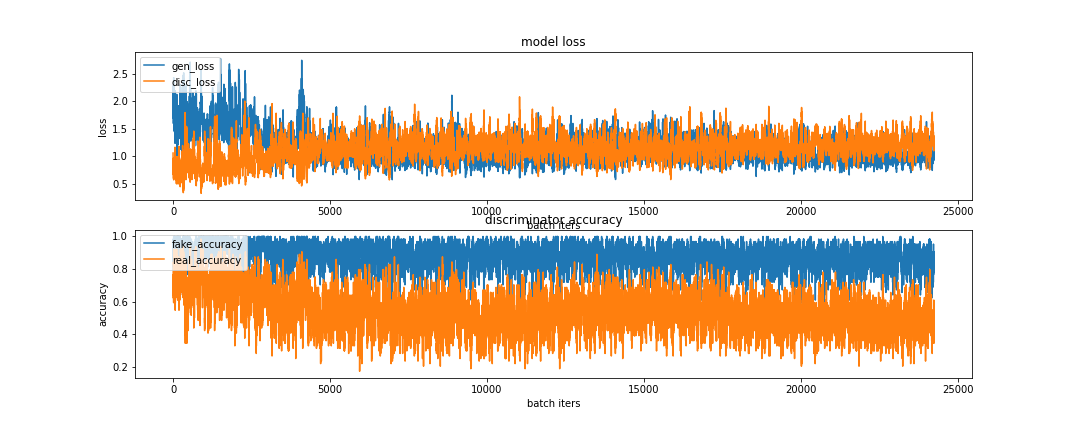 model loss
gen_loss
disc_loss
2.5
2.0
1.5
1.0
0.5
loss
0
5000
10000
15000
20000
25000
batch iters
discriminator accuracy
fake_accuracy
real_accuracy
1.0
0.8
0.6
0.4
0.2
accuracy
0
5000
10000
15000
20000
25000
batch iters